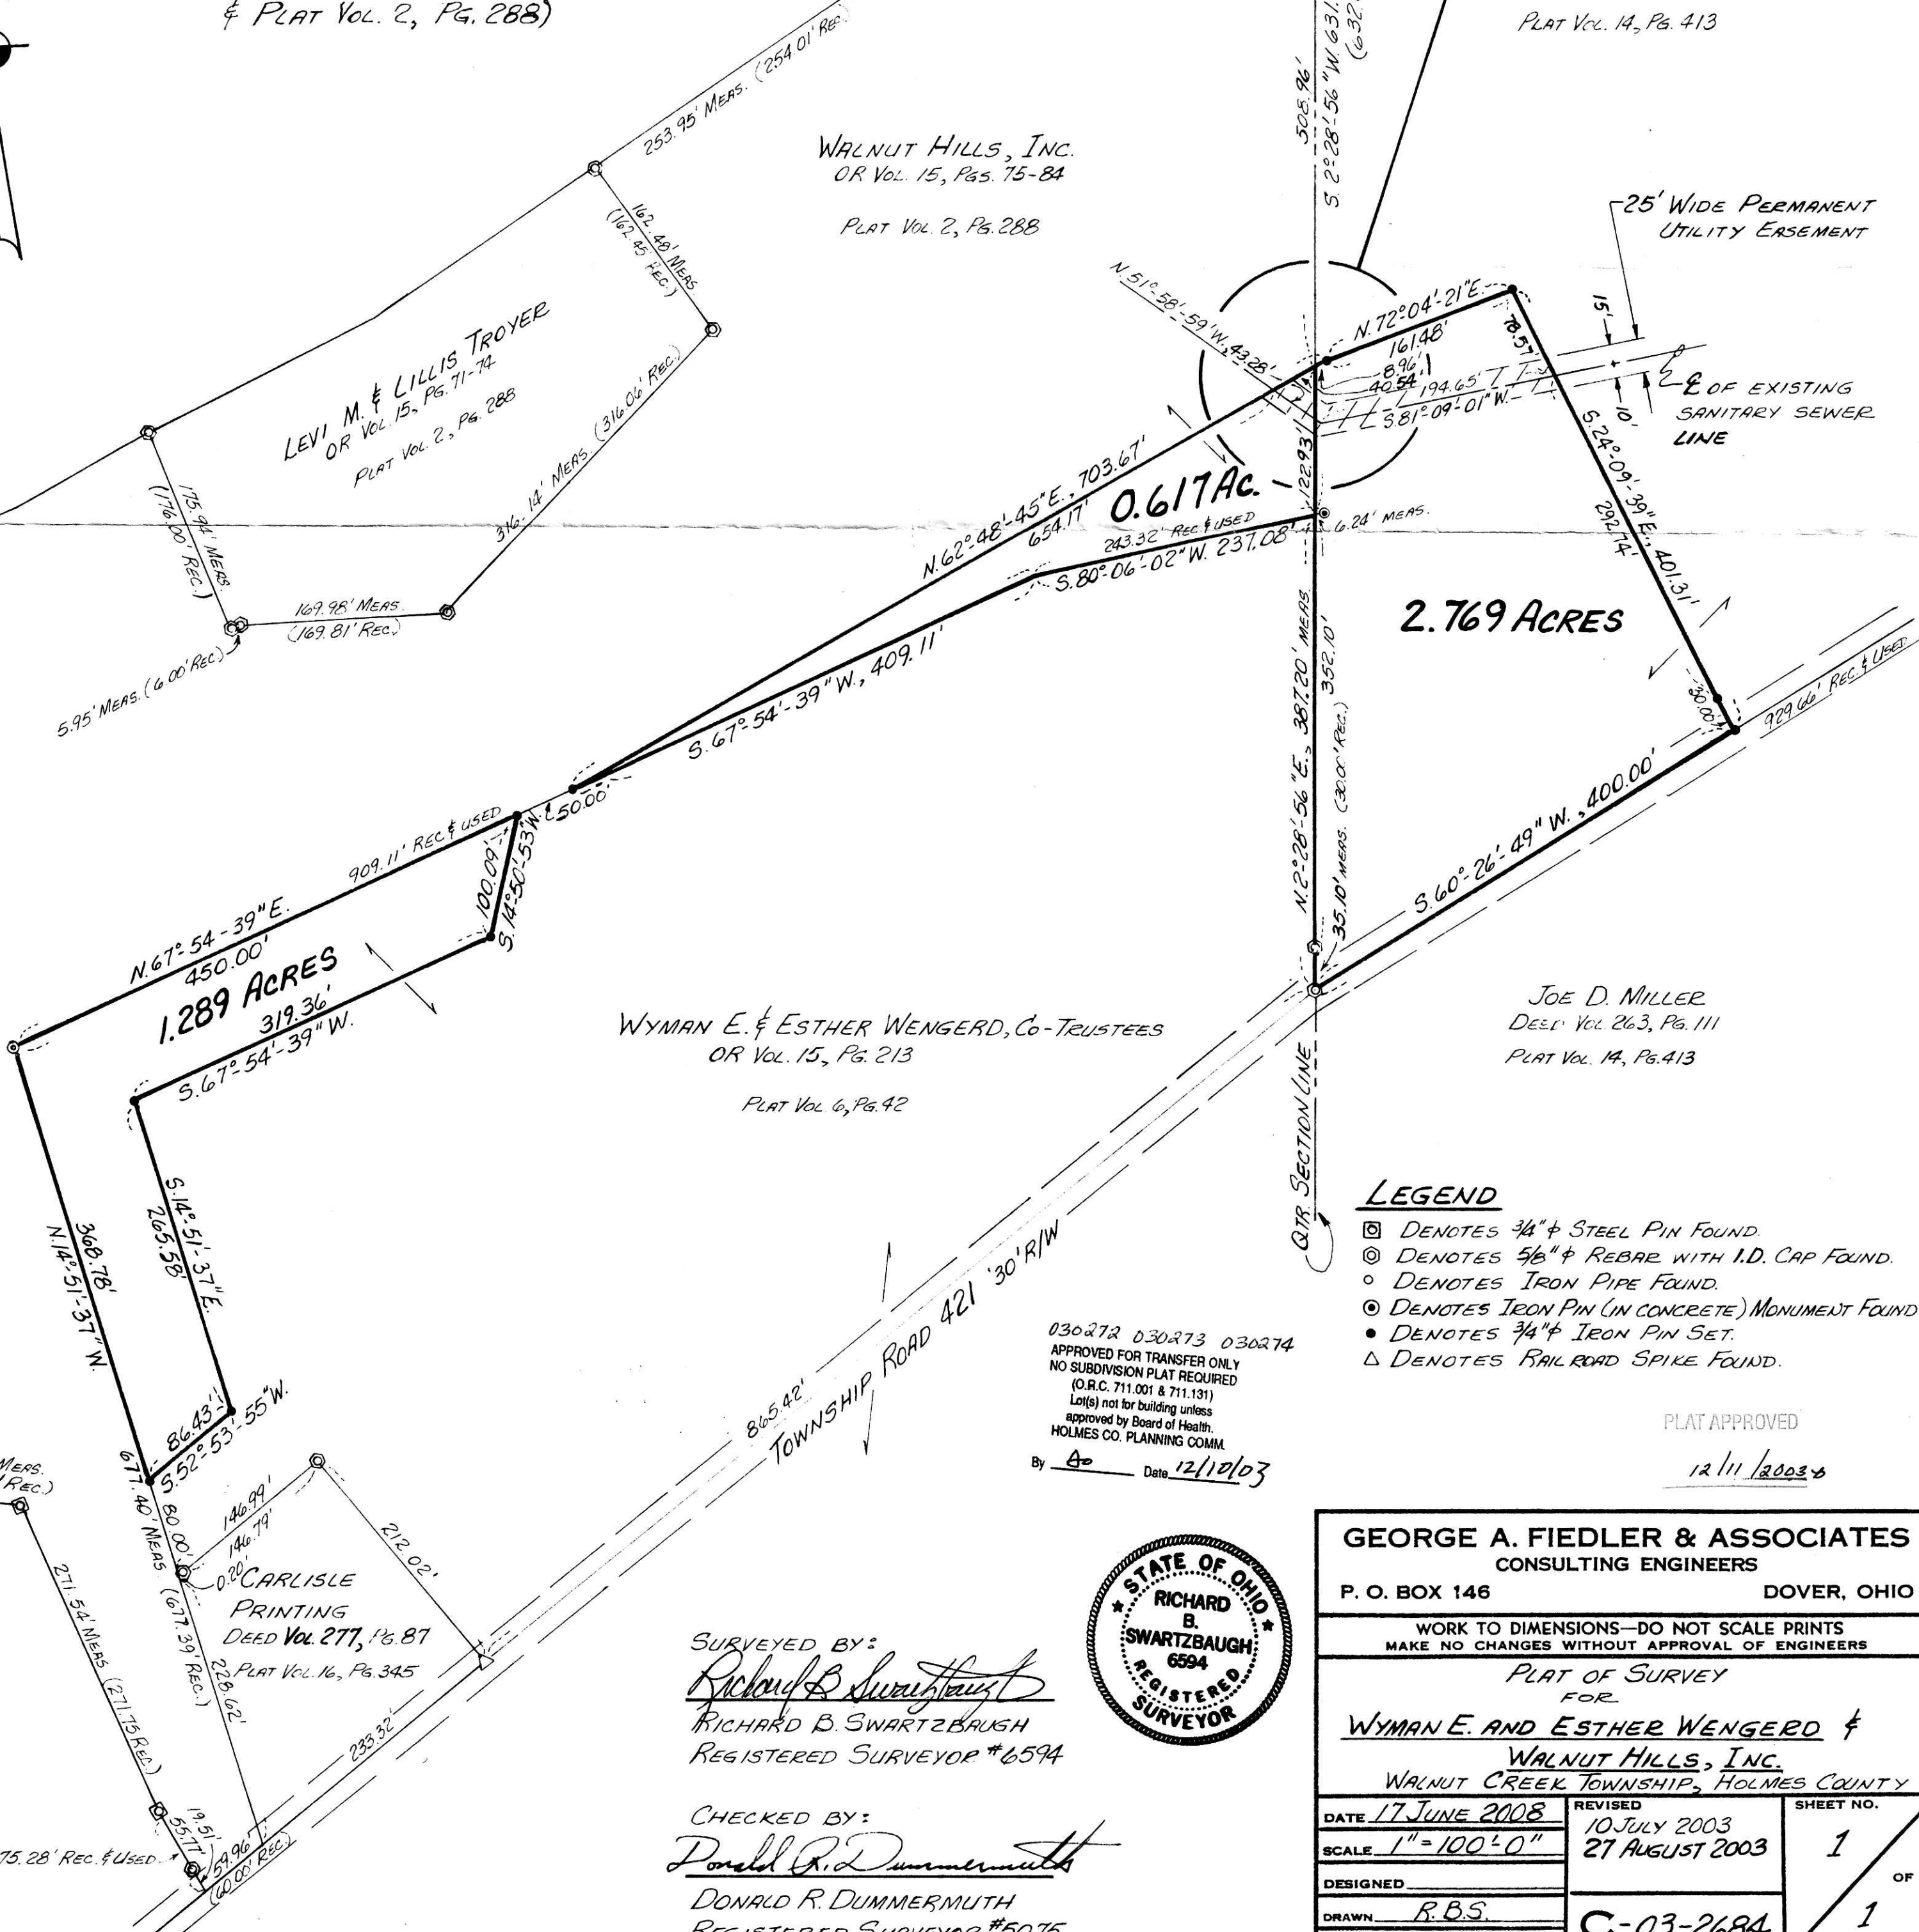 & PLAT VOL. 2, PG. 288)
253.95' MEAS. (254.01' REC.
WALNUT HILLS, INC.
OR VOL. 15, PGS. 75-84
PLAT VOL. 2, PG. 288
508.96'
S. 2°-28'-56" W. 631.
(632.
PLAT VOL. 14, PG. 413
25' WIDE PERMANENT
UTILITY EASEMENT
162.48' MEAS
(162.45 REC.)
LEVI M. & LILLIS TROYER
OR VOL. 15, PG. 71-74
PLAT VOL. 2, PG. 288
316.14' MEAS. (316.06' REC.)
175.94' MEAS.
(176.00' REC.)
169.98' MEAS.
(169.81' REC.)
5.95' MEAS. (6.00' REC.)
N. 51°-58'-59" W., 43.28'
N. 72°-04'-21" E.
161.48'
8.96'
40.54'
194.65'
S. 81°-09'-01" W.
78.57'
15'
10'
℄ OF EXISTING
SANITARY SEWER
LINE
S. 24°-09'-39" E., 401.31'
292.74'
30.00'
929.66' REC. & USED
N. 62°-48'-45" E., 703.67'
654.17'
0.617 AC.
122.93'
243.32' REC & USED
S. 80°-06'-02" W. 237.08'
6.24' MEAS.
S. 67°-54'-39" W., 409.11'
2.769 ACRES
N. 2°-28'-56" E., 387.20' MEAS.
352.10'
35.10' MEAS. (30.00' REC.)
S. 60°-26'-49" W., 400.00'
50.00'
909.11' REC & USED
100.09'
S. 14°-50'-53" W.
N. 67°-54'-39" E.
450.00'
1.289 ACRES
319.36'
S. 67°-54'-39" W.
WYMAN E. & ESTHER WENGERD, CO-TRUSTEES
OR VOL. 15, PG. 213
PLAT VOL. 6, PG. 42
JOE D. MILLER
DEED VOL. 263, PG. 111
PLAT VOL. 14, PG. 413
QTR. SECTION LINE
368.78'
N. 14°-51'-37" W.
S. 14°-51'-37" E.
265.58'
86.43'
S. 52°-53'-55" W.
TOWNSHIP ROAD 421 30' R/W
865.42'
LEGEND
DENOTES 3/4"φ STEEL PIN FOUND.
DENOTES 5/8"φ REBAR WITH I.D. CAP FOUND.
DENOTES IRON PIPE FOUND.
DENOTES IRON PIN (IN CONCRETE) MONUMENT FOUND
DENOTES 3/4"φ IRON PIN SET.
DENOTES RAILROAD SPIKE FOUND.
030272 030273 030274
APPROVED FOR TRANSFER ONLY
NO SUBDIVISION PLAT REQUIRED
(O.R.C. 711.001 & 711.131)
Lot(s) not for building unless
approved by Board of Health.
HOLMES CO. PLANNING COMM.
By Date 12/10/03
PLAT APPROVED
12/11/2003
MEAS.
REC.)
677.40' MEAS (677.39' REC.)
80.00'
146.99'
146.79'
0.20'
212.02'
CARLISLE
PRINTING
DEED VOL. 277, PG. 87
PLAT VOL. 16, PG. 345
228.62'
271.54' MEAS (271.75 REC.)
233.32'
19.51'
55.77'
59.96'
(60.00' REC.)
75.28' REC. & USED
SURVEYED BY:
Richard B Swartzbaugh
RICHARD B. SWARTZBAUGH
REGISTERED SURVEYOR #6594
CHECKED BY:
Donald R. Dummermuth
DONALD R. DUMMERMUTH
REGISTERED SURVEYOR #5075
STATE OF OHIO
RICHARD
B.
SWARTZBAUGH
6594
REGISTERED
SURVEYOR
GEORGE A. FIEDLER & ASSOCIATES
CONSULTING ENGINEERS
P. O. BOX 146 DOVER, OHIO
WORK TO DIMENSIONS—DO NOT SCALE PRINTS
MAKE NO CHANGES WITHOUT APPROVAL OF ENGINEERS
PLAT OF SURVEY
FOR
WYMAN E. AND ESTHER WENGERD &
WALNUT HILLS, INC.
WALNUT CREEK TOWNSHIP, HOLMES COUNTY
DATE 17 JUNE 2008
SCALE 1"=100'-0"
DESIGNED
DRAWN R.B.S.
REVISED
10 JULY 2003
27 AUGUST 2003
C-03-2684
SHEET NO.
1
OF
1